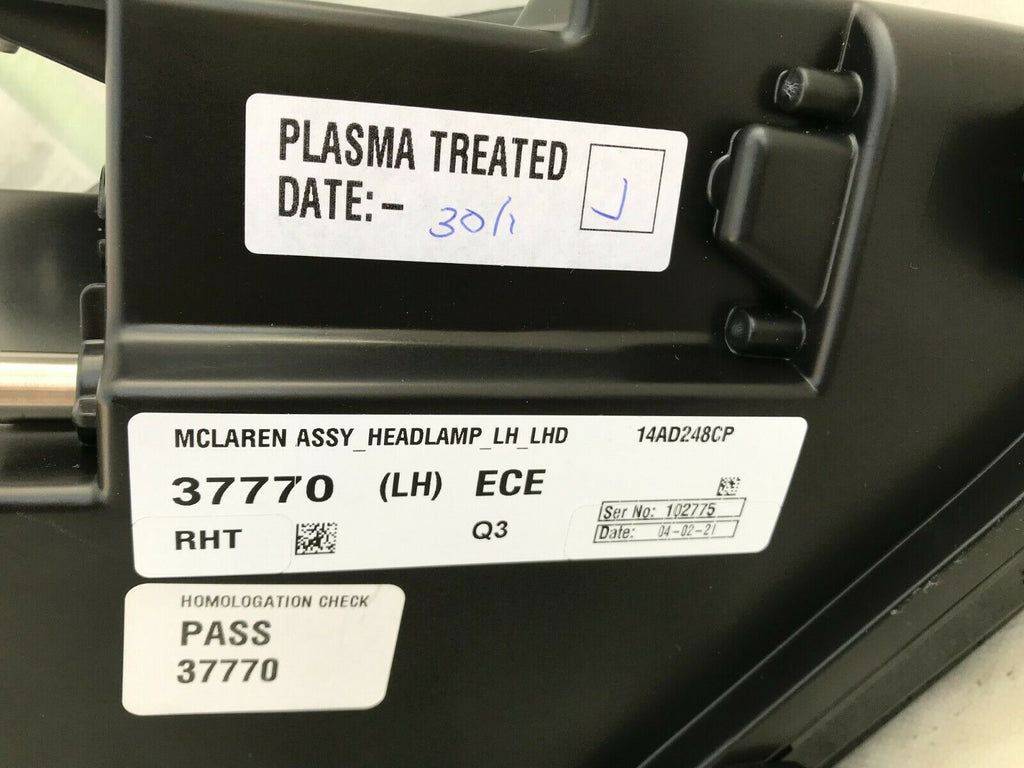 PLASMA TREATED
DATE:- 30/1
J
MCLAREN ASSY_HEADLAMP_LH_LHD 14AD248CP
37770 (LH) ECE
Ser No: 102775
RHT Q3 Date: 04-02-21
HOMOLOGATION CHECK
PASS
37770